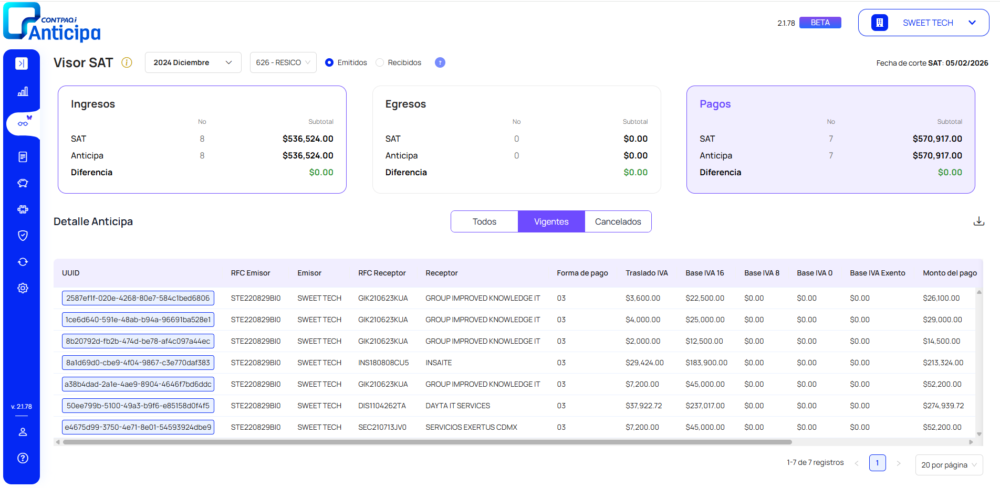 CONTPAQi
Anticipa
2.1.78 BETA SWEET TECH
Visor SAT 2024 Diciembre 626 - RESICO Emitidos Recibidos ? Fecha de corte SAT: 05/02/2026
Ingresos
No Subtotal
SAT 8 $536,524.00
Anticipa 8 $536,524.00
Diferencia $0.00
Egresos
No Subtotal
SAT 0 $0.00
Anticipa 0 $0.00
Diferencia $0.00
Pagos
No Subtotal
SAT 7 $570,917.00
Anticipa 7 $570,917.00
Diferencia $0.00
Detalle Anticipa Todos Vigentes Cancelados
UUID RFC Emisor Emisor RFC Receptor Receptor Forma de pago Traslado IVA Base IVA 16 Base IVA 8 Base IVA 0 Base IVA Exento Monto del pago
2587ef1f-020e-4268-80e7-584c1bed6806 STE220829BI0 SWEET TECH GIK210623KUA GROUP IMPROVED KNOWLEDGE IT 03 $3,600.00 $22,500.00 $0.00 $0.00 $0.00 $26,100.00
1ce6d640-591e-48ab-b94a-96691ba528e1 STE220829BI0 SWEET TECH GIK210623KUA GROUP IMPROVED KNOWLEDGE IT 03 $4,000.00 $25,000.00 $0.00 $0.00 $0.00 $29,000.00
8b20792d-fb2b-474d-be78-af4c097a44ec STE220829BI0 SWEET TECH GIK210623KUA GROUP IMPROVED KNOWLEDGE IT 03 $2,000.00 $12,500.00 $0.00 $0.00 $0.00 $14,500.00
8a1d69d0-cbe9-4f04-9867-c3e770daf383 STE220829BI0 SWEET TECH INS180808CU5 INSAITE 03 $29,424.00 $183,900.00 $0.00 $0.00 $0.00 $213,324.00
a38b4dad-2a1e-4ae9-8904-4646f7bd6ddc STE220829BI0 SWEET TECH GIK210623KUA GROUP IMPROVED KNOWLEDGE IT 03 $7,200.00 $45,000.00 $0.00 $0.00 $0.00 $52,200.00
50ee799b-5100-49a3-b9f6-e85158d0f4f5 STE220829BI0 SWEET TECH DIS1104262TA DAYTA IT SERVICES 03 $37,922.72 $237,017.00 $0.00 $0.00 $0.00 $274,939.72
e4675d99-3750-4e71-8e01-54593924dbe9 STE220829BI0 SWEET TECH SEC210713JV0 SERVICIOS EXERTUS CDMX 03 $7,200.00 $45,000.00 $0.00 $0.00 $0.00 $52,200.00
v. 2.1.78
1-7 de 7 registros 1 20 por página